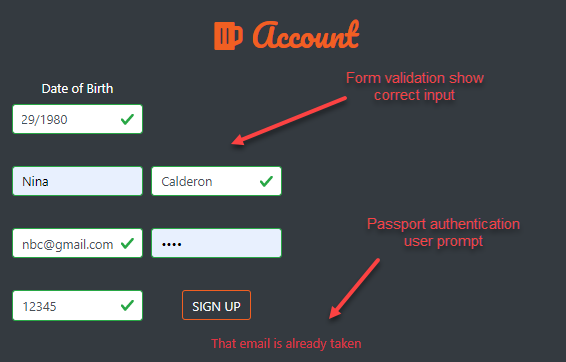 Account
Form validation show
correct input
Date of Birth
29/1980
Nina
Calderon
Passport authentication
user prompt
nbc@gmail.com
••••
12345
SIGN UP
That email is already taken